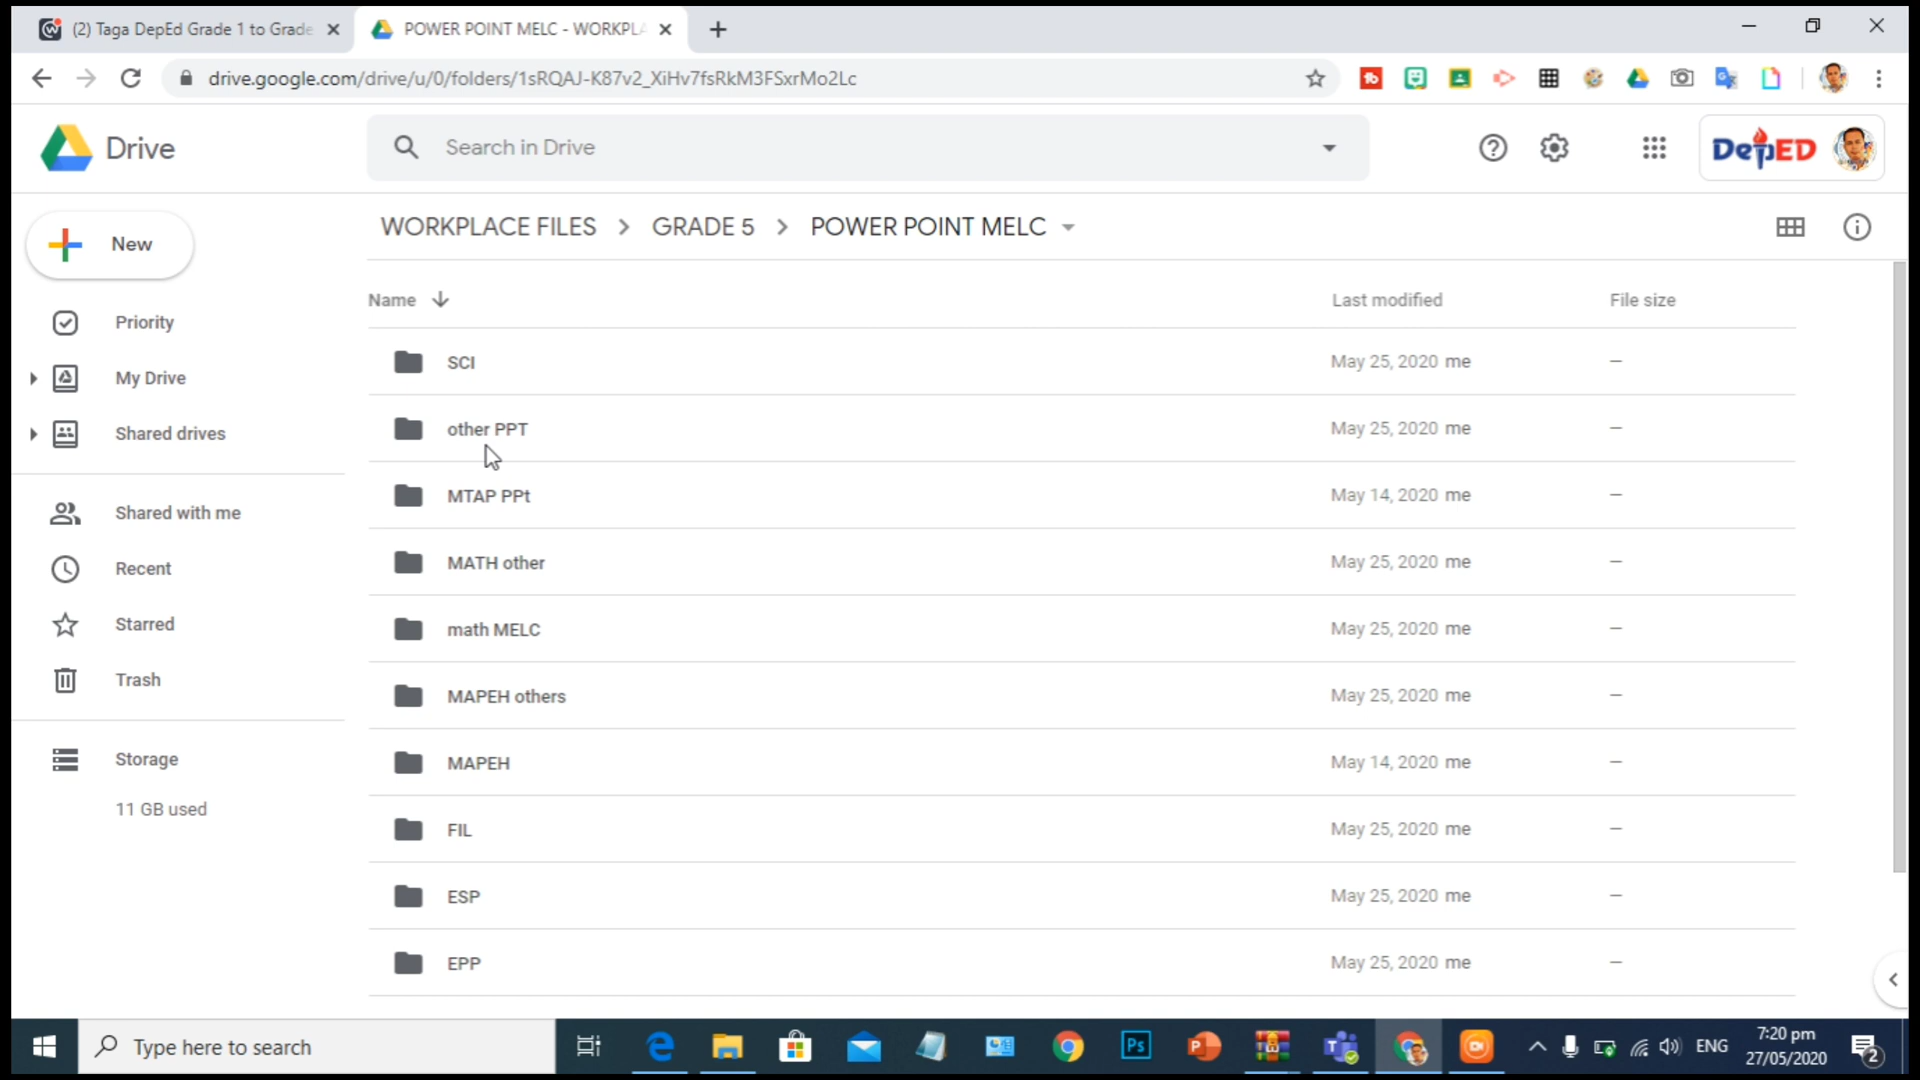 (2) Taga DepEd Grade 1 to Grade
POWER POINT MELC - WORKPLA
drive.google.com/drive/u/0/folders/1sRQAJ-K87v2_XiHv7fsRkM3FSxrMo2Lc
Drive
Search in Drive
DepED
New
WORKPLACE FILES > GRADE 5 > POWER POINT MELC
Name
Last modified
File size
Priority
My Drive
Shared drives
Shared with me
Recent
Starred
Trash
Storage
11 GB used
SCI May 25, 2020 me –
other PPT May 25, 2020 me –
MTAP PPt May 14, 2020 me –
MATH other May 25, 2020 me –
math MELC May 25, 2020 me –
MAPEH others May 25, 2020 me –
MAPEH May 14, 2020 me –
FIL May 25, 2020 me –
ESP May 25, 2020 me –
EPP May 25, 2020 me –
Type here to search
Ps
ENG
7:20 pm
27/05/2020
2